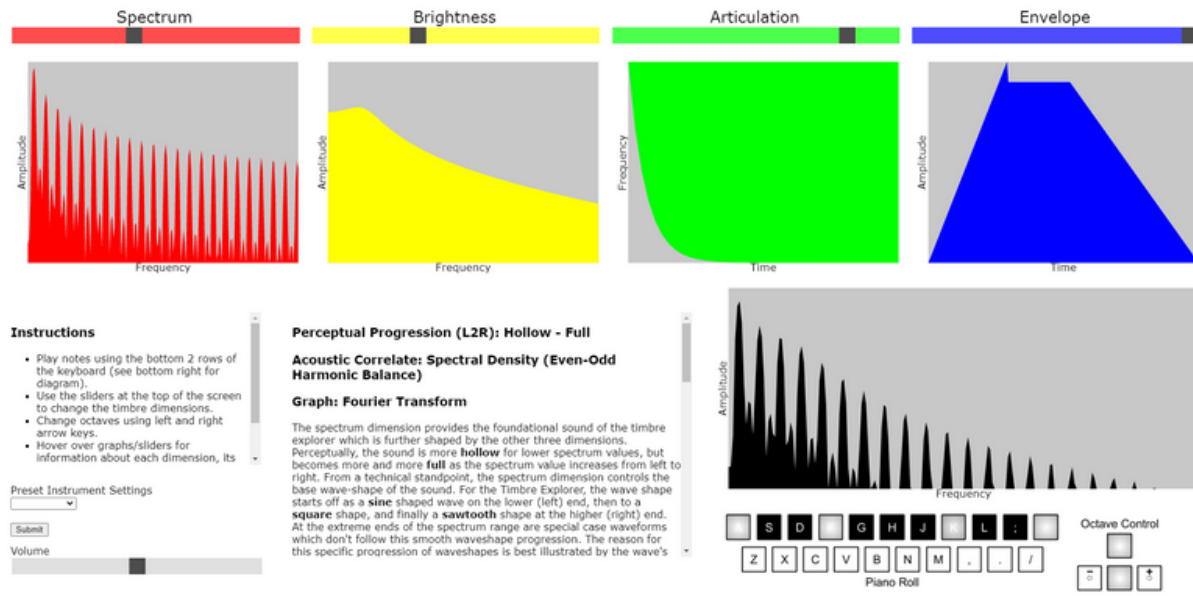 Spectrum
Brightness
Articulation
Envelope
Amplitude
Frequency
Amplitude
Frequency
Frequency
Time
Amplitude
Time
Instructions
Play notes using the bottom 2 rows of
the keyboard (see bottom right for
diagram).
Use the sliders at the top of the screen
to change the timbre dimensions.
Change octaves using left and right
arrow keys.
Hover over graphs/sliders for
information about each dimension, its
Preset Instrument Settings
Submit
Volume
Perceptual Progression (L2R): Hollow - Full
Acoustic Correlate: Spectral Density (Even-Odd
Harmonic Balance)
Graph: Fourier Transform
The spectrum dimension provides the foundational sound of the timbre
explorer which is further shaped by the other three dimensions.
Perceptually, the sound is more hollow for lower spectrum values, but
becomes more and more full as the spectrum value increases from left to
right. From a technical standpoint, the spectrum dimension controls the
base wave-shape of the sound. For the Timbre Explorer, the wave shape
starts off as a sine shaped wave on the lower (left) end, then to a
square shape, and finally a sawtooth shape at the higher (right) end.
At the extreme ends of the spectrum range are special case waveforms
which don't follow this smooth waveshape progression. The reason for
this specific progression of waveshapes is best illustrated by the wave's
Amplitude
Frequency
S D G H J K L ;
Z X C V B N M , . /
Piano Roll
Octave Control
- +